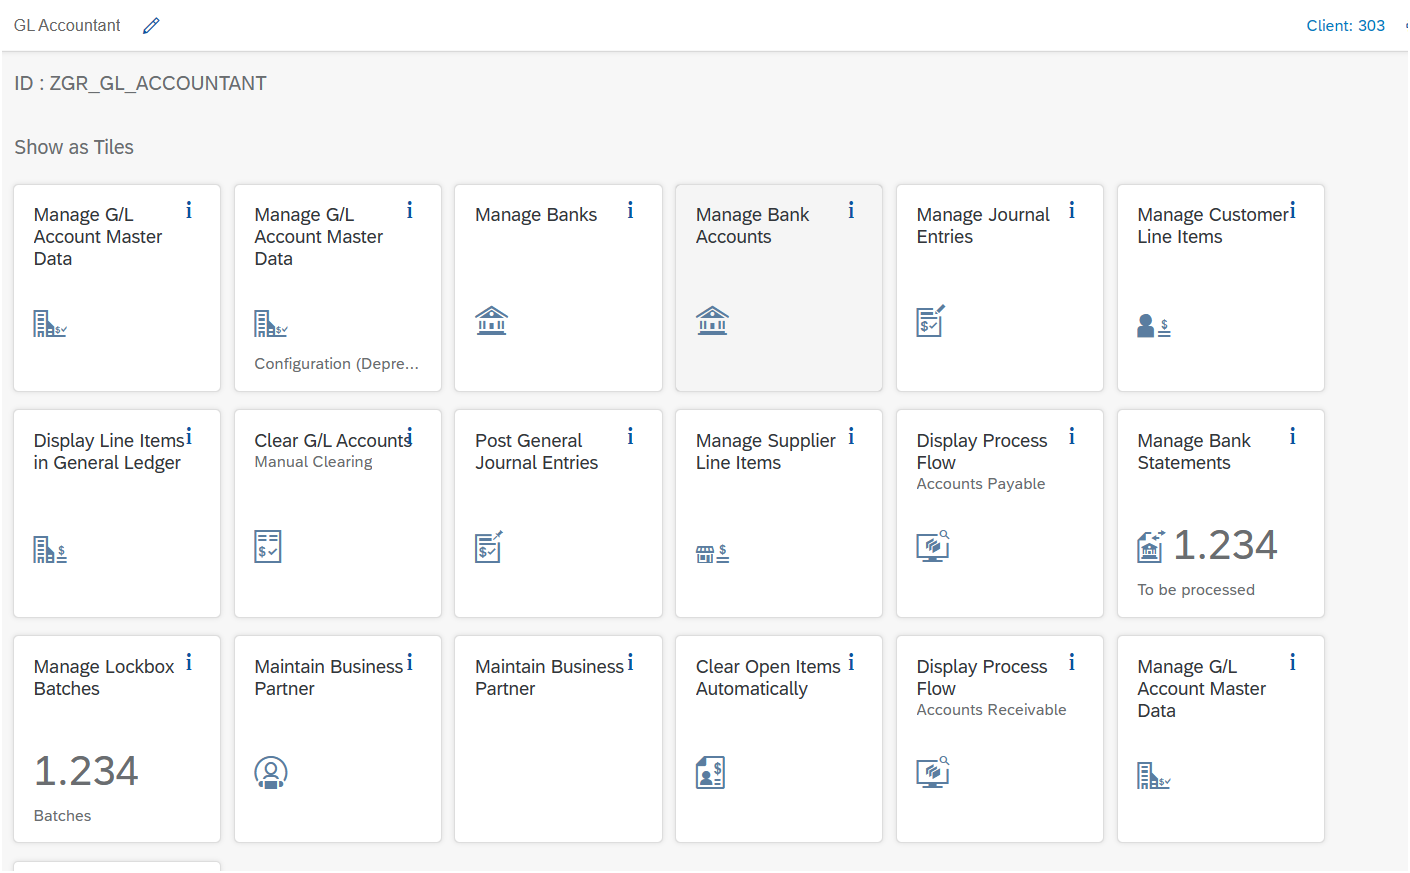 GL Accountant
Client: 303
ID : ZGR_GL_ACCOUNTANT
Show as Tiles
Manage G/L
Account Master
Data
Manage G/L
Account Master
Data
Configuration (Depre...
Manage Banks
Manage Bank
Accounts
Manage Journal
Entries
Manage Customer
Line Items
Display Line Items
in General Ledger
Clear G/L Accounts
Manual Clearing
Post General
Journal Entries
Manage Supplier
Line Items
Display Process
Flow
Accounts Payable
Manage Bank
Statements
1.234
To be processed
Manage Lockbox
Batches
1.234
Batches
Maintain Business
Partner
Maintain Business
Partner
Clear Open Items
Automatically
Display Process
Flow
Accounts Receivable
Manage G/L
Account Master
Data